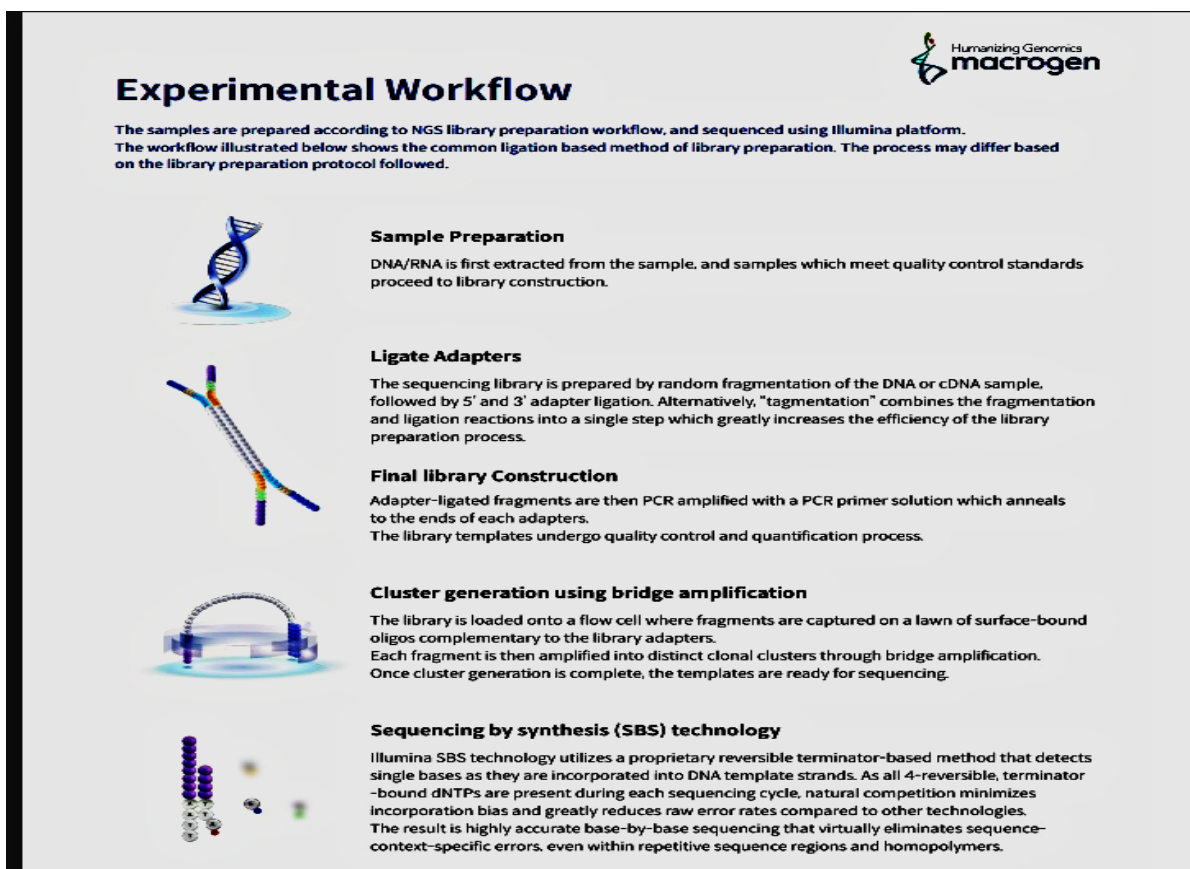 Humanizing Genomics
macrogen
Experimental Workflow
The samples are prepared according to NGS library preparation workflow, and sequenced using Illumina platform.
The workflow illustrated below shows the common ligation based method of library preparation. The process may differ based
on the library preparation protocol followed.
Sample Preparation
DNA/RNA is first extracted from the sample, and samples which meet quality control standards
proceed to library construction.
Ligate Adapters
The sequencing library is prepared by random fragmentation of the DNA or cDNA sample,
followed by 5' and 3' adapter ligation. Alternatively, "tagmentation" combines the fragmentation
and ligation reactions into a single step which greatly increases the efficiency of the library
preparation process.
Final library Construction
Adapter-ligated fragments are then PCR amplified with a PCR primer solution which anneals
to the ends of each adapters.
The library templates undergo quality control and quantification process.
Cluster generation using bridge amplification
The library is loaded onto a flow cell where fragments are captured on a lawn of surface-bound
oligos complementary to the library adapters.
Each fragment is then amplified into distinct clonal clusters through bridge amplification.
Once cluster generation is complete, the templates are ready for sequencing.
Sequencing by synthesis (SBS) technology
Illumina SBS technology utilizes a proprietary reversible terminator-based method that detects
single bases as they are incorporated into DNA template strands. As all 4-reversible, terminator
-bound dNTPs are present during each sequencing cycle, natural competition minimizes
incorporation bias and greatly reduces raw error rates compared to other technologies.
The result is highly accurate base-by-base sequencing that virtually eliminates sequence-
context-specific errors, even within repetitive sequence regions and homopolymers.